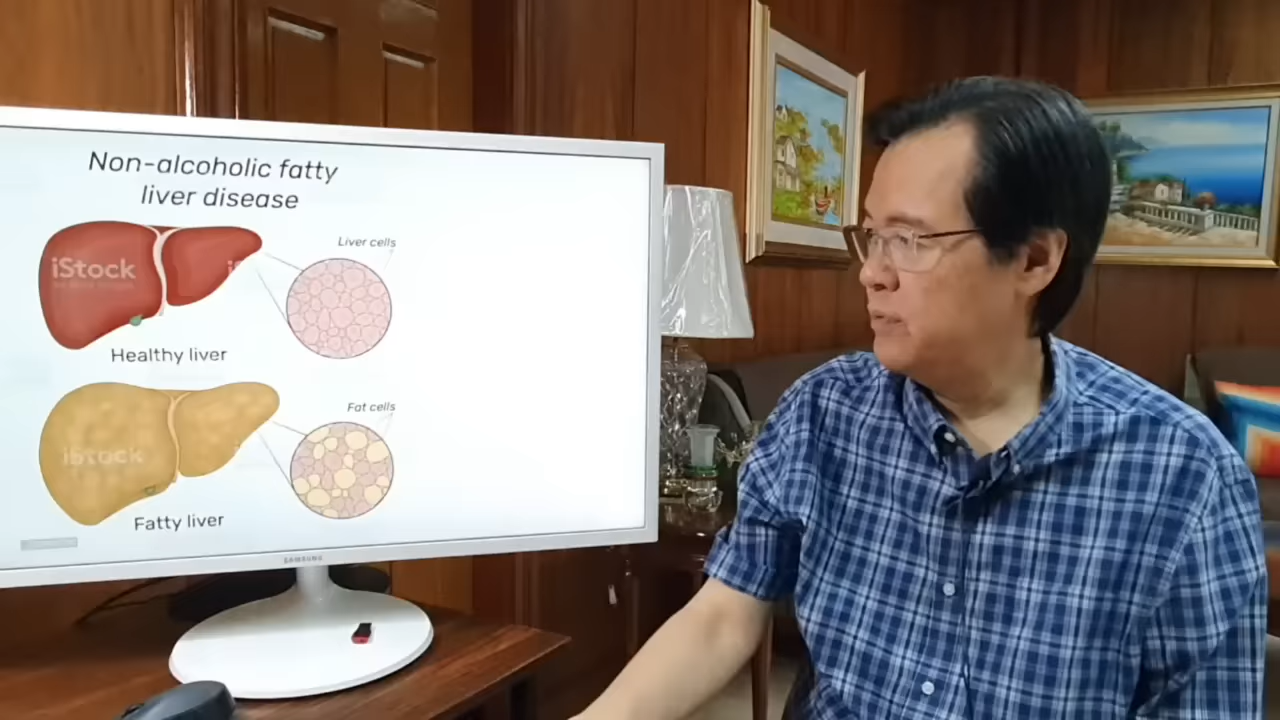 Non-alcoholic fatty
liver disease
Liver cells
iStock
Healthy liver
Fat cells
iStock
Fatty liver
SAMSUNG